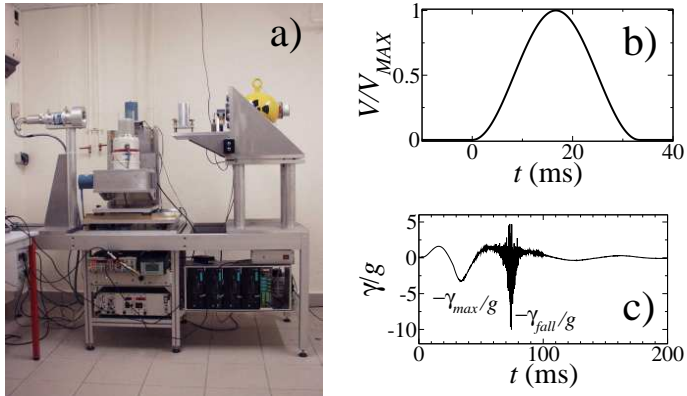 a)
b)
V/V_MAX
1
0.5
0
0
20
40
t (ms)
c)
γ/g
5
0
-5
-10
−γ_max/g
−γ_fall/g
0
100
200
t (ms)